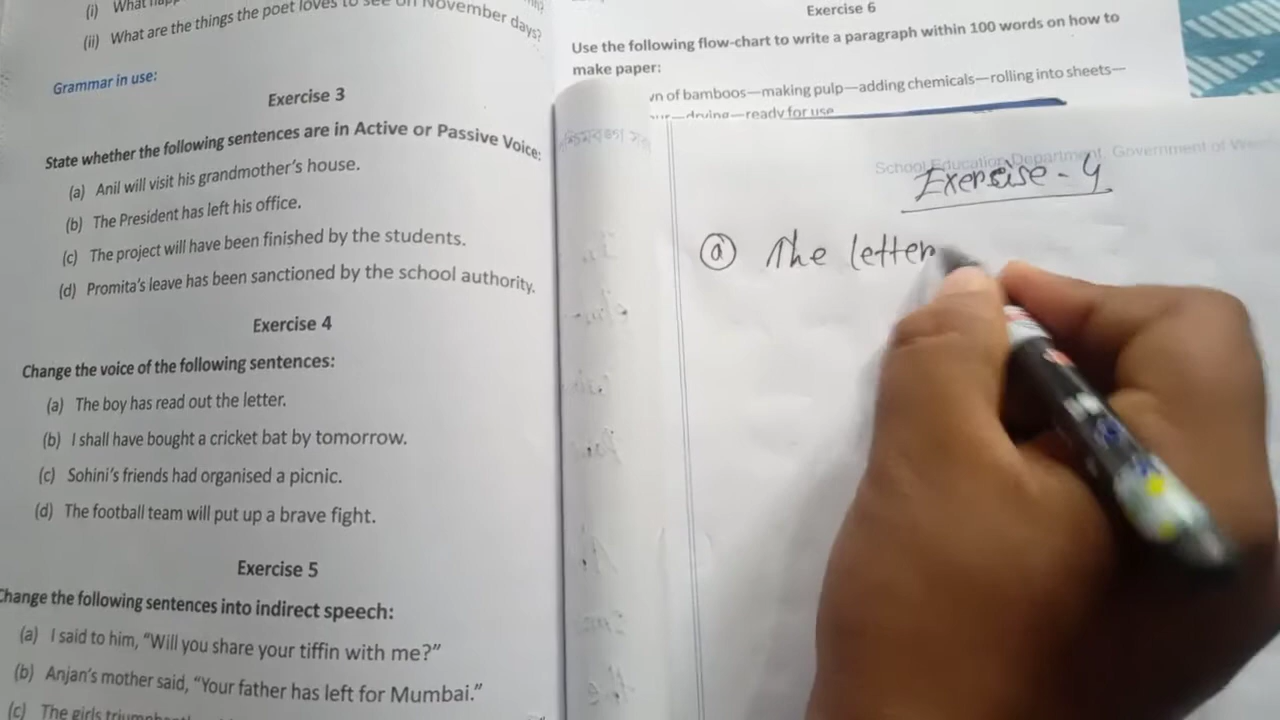 (i) What
(ii) What are the things the poet loves to see on November days?
Grammar in use:
Exercise 3
State whether the following sentences are in Active or Passive Voice:
(a) Anil will visit his grandmother's house.
(b) The President has left his office.
(c) The project will have been finished by the students.
(d) Promita's leave has been sanctioned by the school authority.
Exercise 4
Change the voice of the following sentences:
(a) The boy has read out the letter.
(b) I shall have bought a cricket bat by tomorrow.
(c) Sohini's friends had organised a picnic.
(d) The football team will put up a brave fight.
Exercise 5
Change the following sentences into indirect speech:
(a) I said to him, "Will you share your tiffin with me?"
(b) Anjan's mother said, "Your father has left for Mumbai."
(c) The girls
Exercise 6
Use the following flow-chart to write a paragraph within 100 words on how to
make paper:
of bamboos—making pulp—adding chemicals—rolling into sheets—
—drying—ready for use
School Education Department, Government of
Exercise - 4
(a) The letter